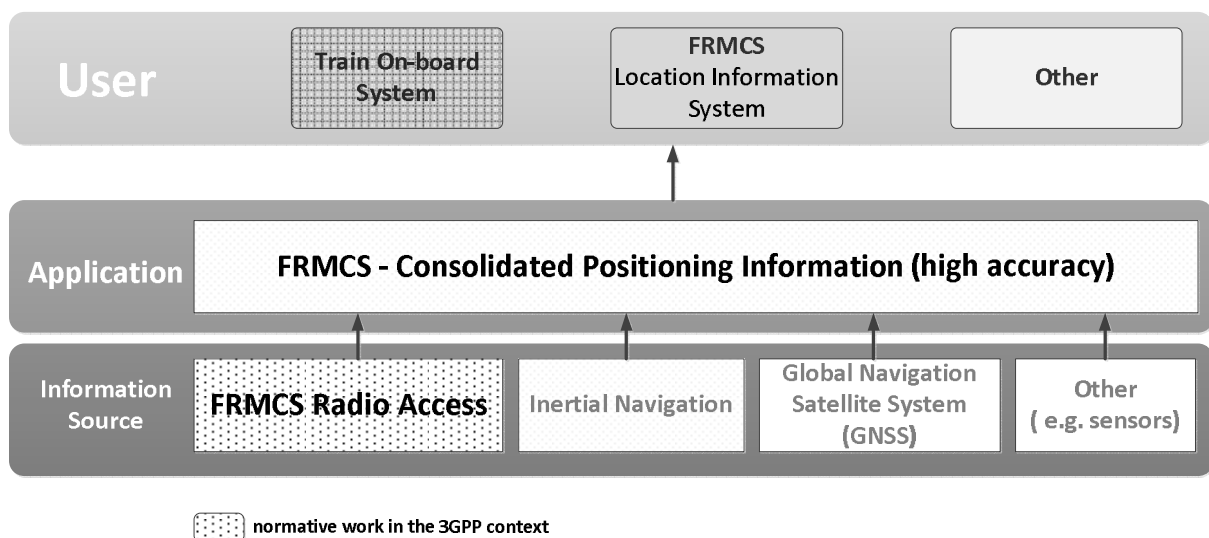 User
Train On-board
System
FRMCS
Location Information
System
Other
Application
FRMCS - Consolidated Positioning Information (high accuracy)
Information
Source
FRMCS Radio Access
Inertial Navigation
Global Navigation
Satellite System
(GNSS)
Other
( e.g. sensors)
normative work in the 3GPP context